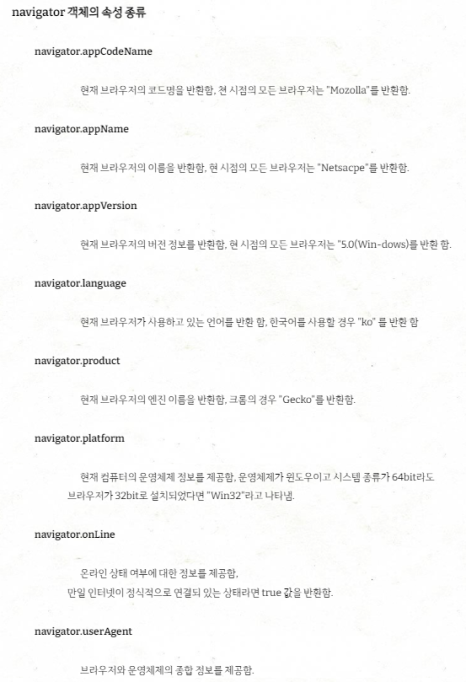 navigator 객체의 속성 종류
navigator.appCodeName
현재 브라우저의 코드명을 반환함, 현 시점의 모든 브라우저는 "Mozolla"를 반환함.
navigator.appName
현재 브라우저의 이름을 반환함, 현 시점의 모든 브라우저는 "Netsacpe"를 반환함.
navigator.appVersion
현재 브라우저의 버전 정보를 반환함, 현 시점의 모든 브라우저는 "5.0(Win-dows)를 반환 함.
navigator.language
현재 브라우저가 사용하고 있는 언어를 반환 함, 한국어를 사용할 경우 "ko" 를 반환 함
navigator.product
현재 브라우저의 엔진 이름을 반환함, 크롬의 경우 "Gecko"를 반환함.
navigator.platform
현재 컴퓨터의 운영체제 정보를 제공함, 운영체제가 윈도우이고 시스템 종류가 64bit라도
브라우저가 32bit로 설치되었다면 "Win32"라고 나타냄.
navigator.onLine
온라인 상태 여부에 대한 정보를 제공함,
만일 인터넷이 정식적으로 연결되 있는 상태라면 true 값을 반환함.
navigator.userAgent
브라우저와 운영체제의 종합 정보를 제공함.